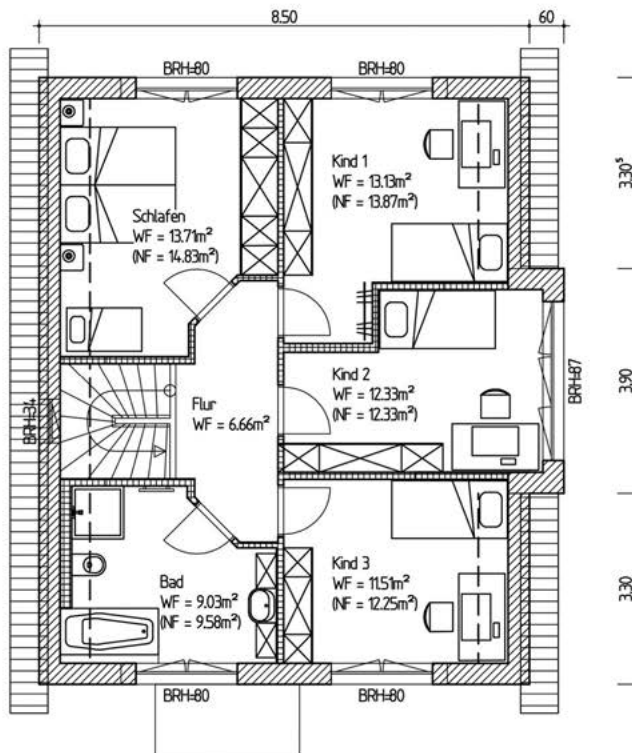 8.50
60
BRH=80
BRH=80
3.30⁵
Schlafen
WF = 13.71m²
(NF = 14.83m²)
Kind 1
WF = 13.13m²
(NF = 13.87m²)
Flur
WF = 6.66m²
Kind 2
WF = 12.33m²
(NF = 12.33m²)
BRH=34
BRH=87
3.90
Bad
WF = 9.03m²
(NF = 9.58m²)
Kind 3
WF = 11.51m²
(NF = 12.25m²)
3.30
BRH=80
BRH=80